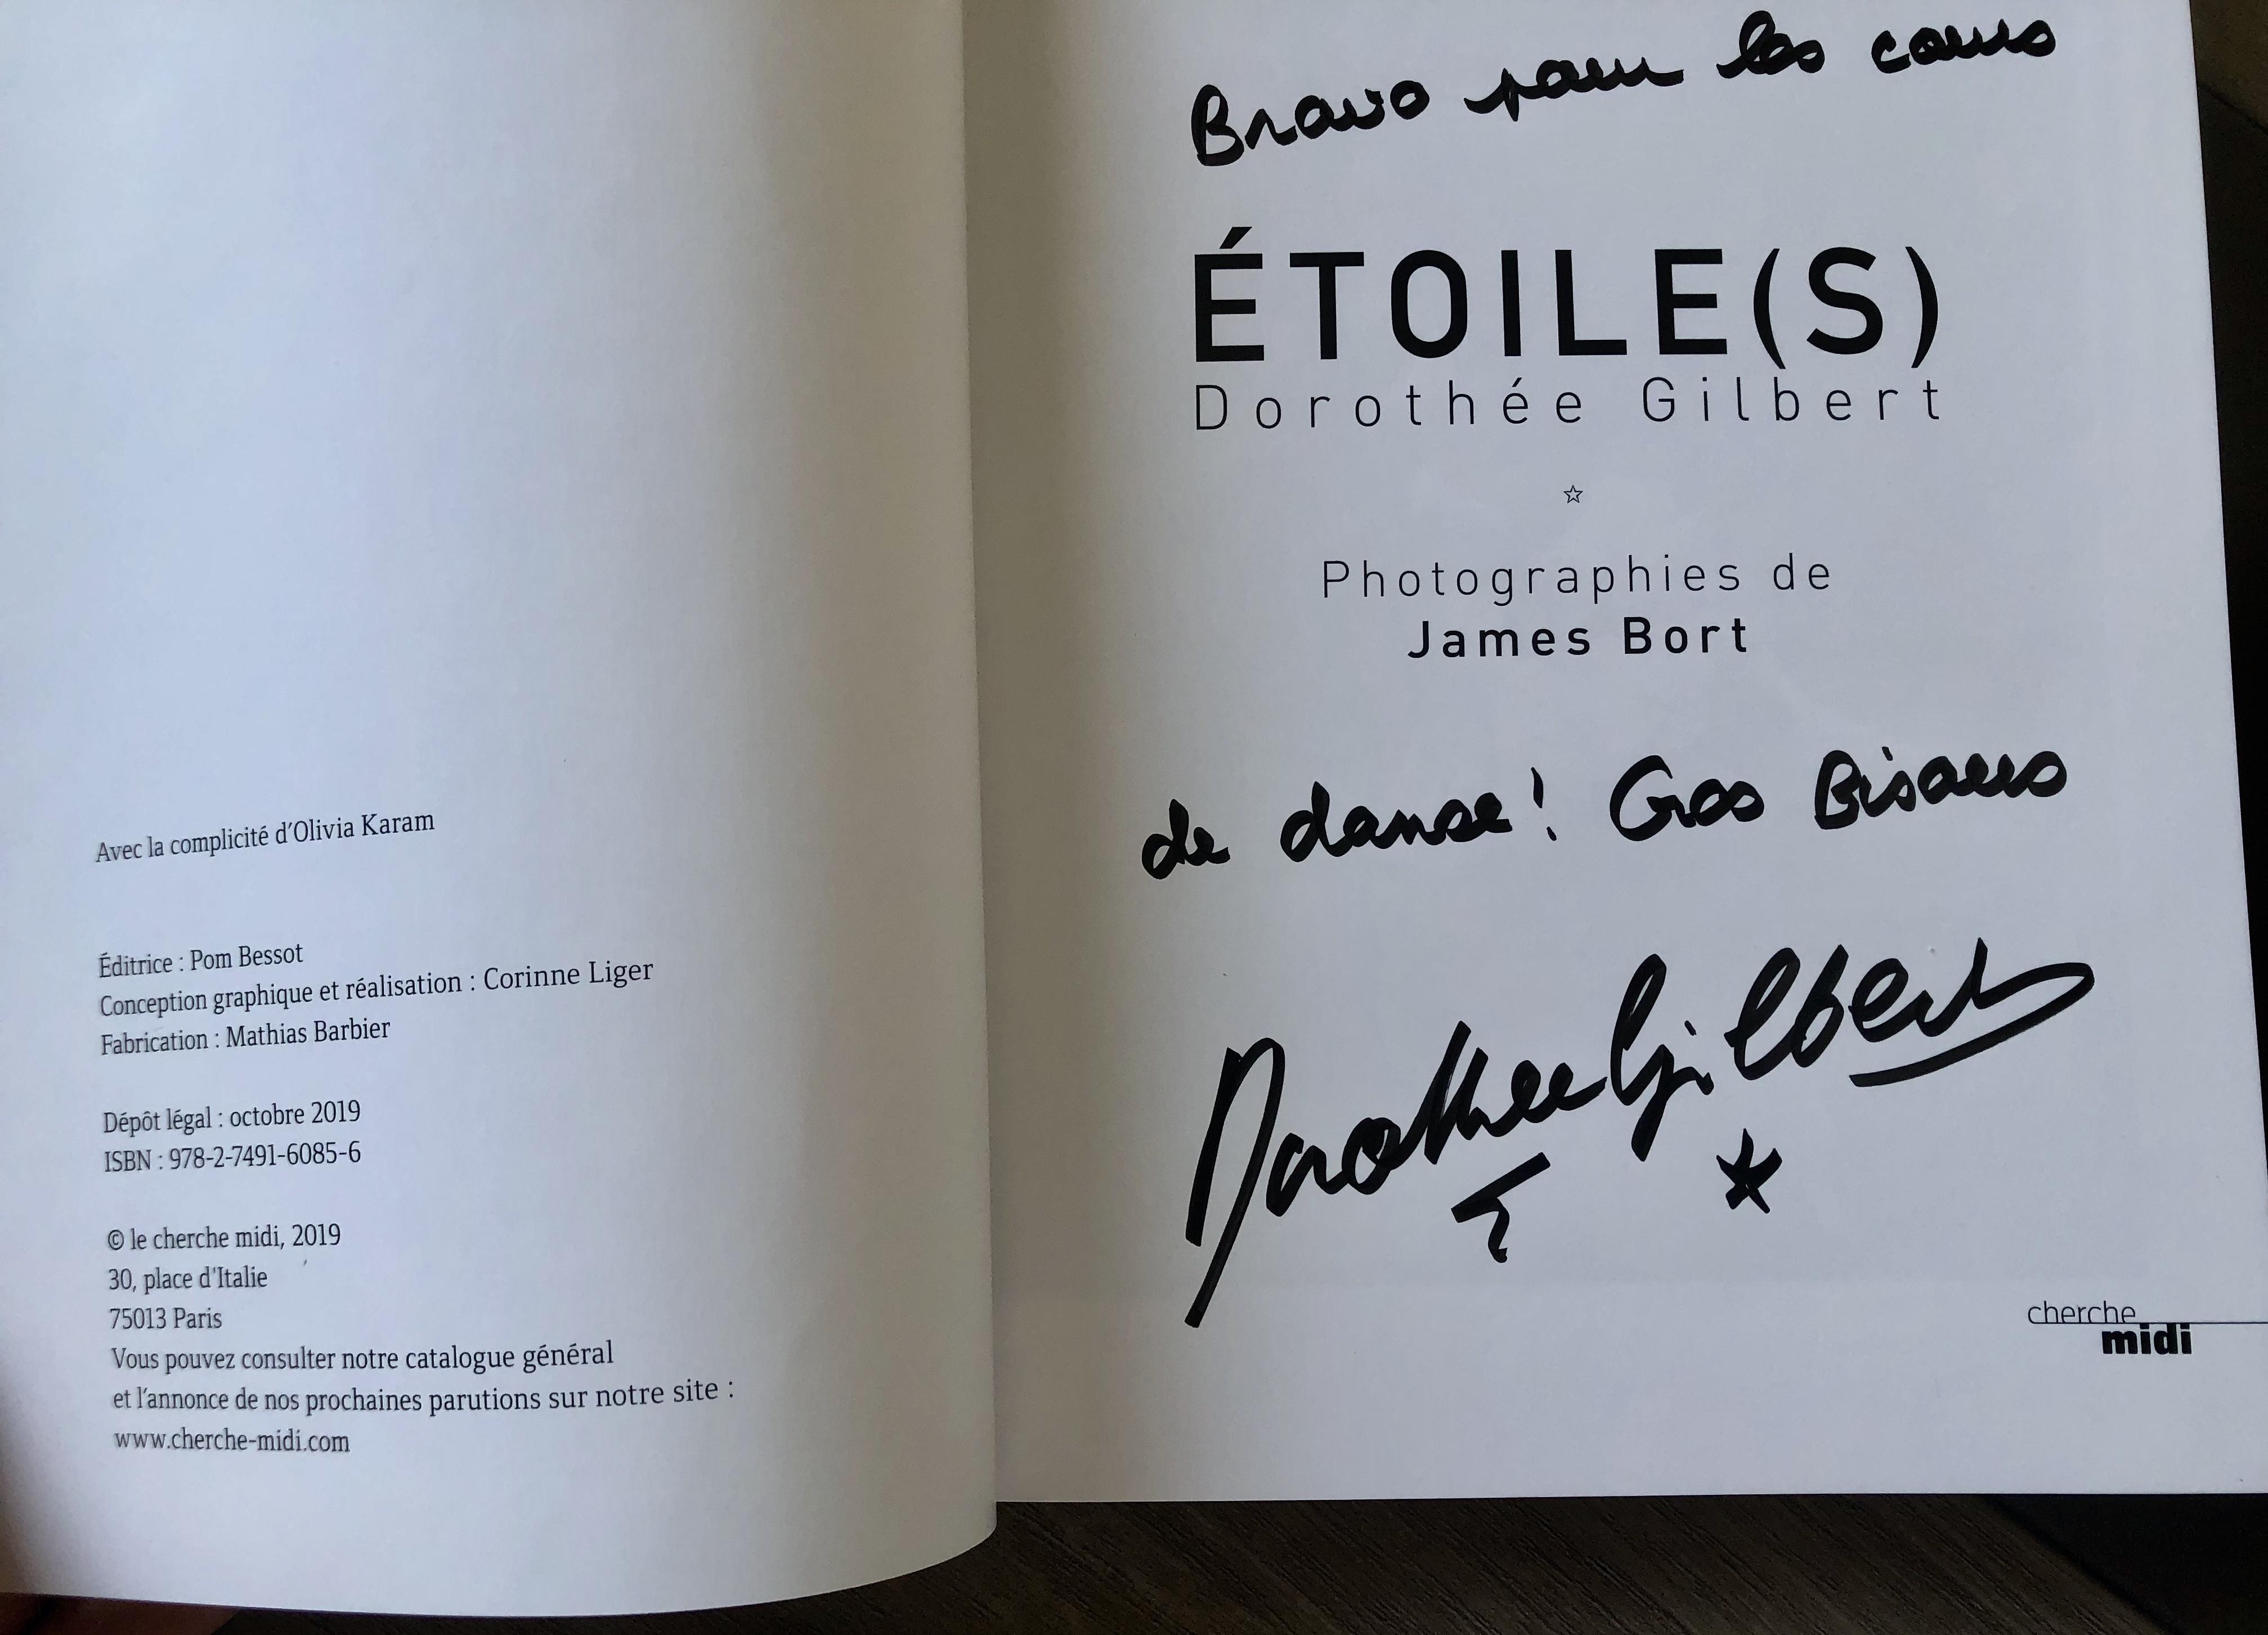 Avec la complicité d'Olivia Karam
Éditrice : Pom Bessot
Conception graphique et réalisation : Corinne Liger
Fabrication : Mathias Barbier
Dépôt légal : octobre 2019
ISBN : 978-2-7491-6085-6
© le cherche midi, 2019
30, place d'Italie
75013 Paris
Vous pouvez consulter notre catalogue général
et l'annonce de nos prochaines parutions sur notre site :
www.cherche-midi.com
Bravo pour les cours
ÉTOILE(S)
Dorothée Gilbert
Photographies de
James Bort
de danse ! Gros Bisous
Dorothée Gilbert
cherche
midi